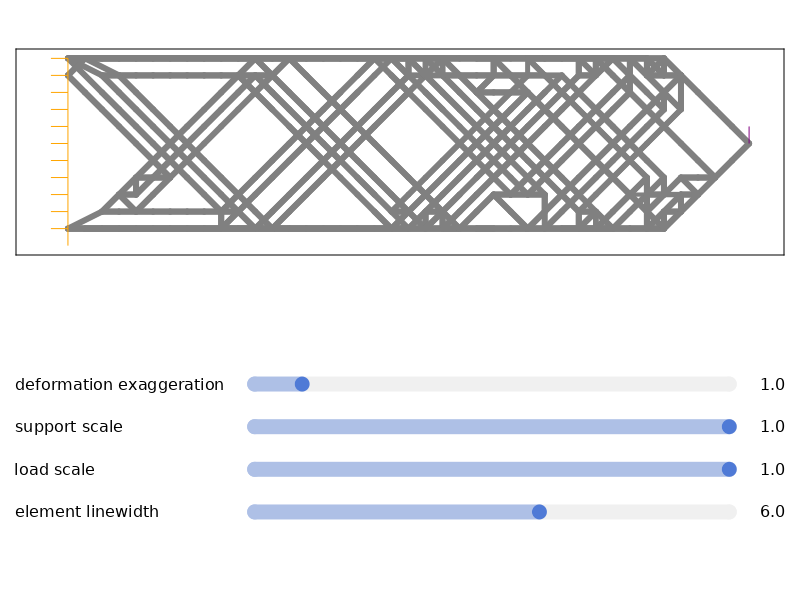 deformation exaggeration 1.0
support scale 1.0
load scale 1.0
element linewidth 6.0